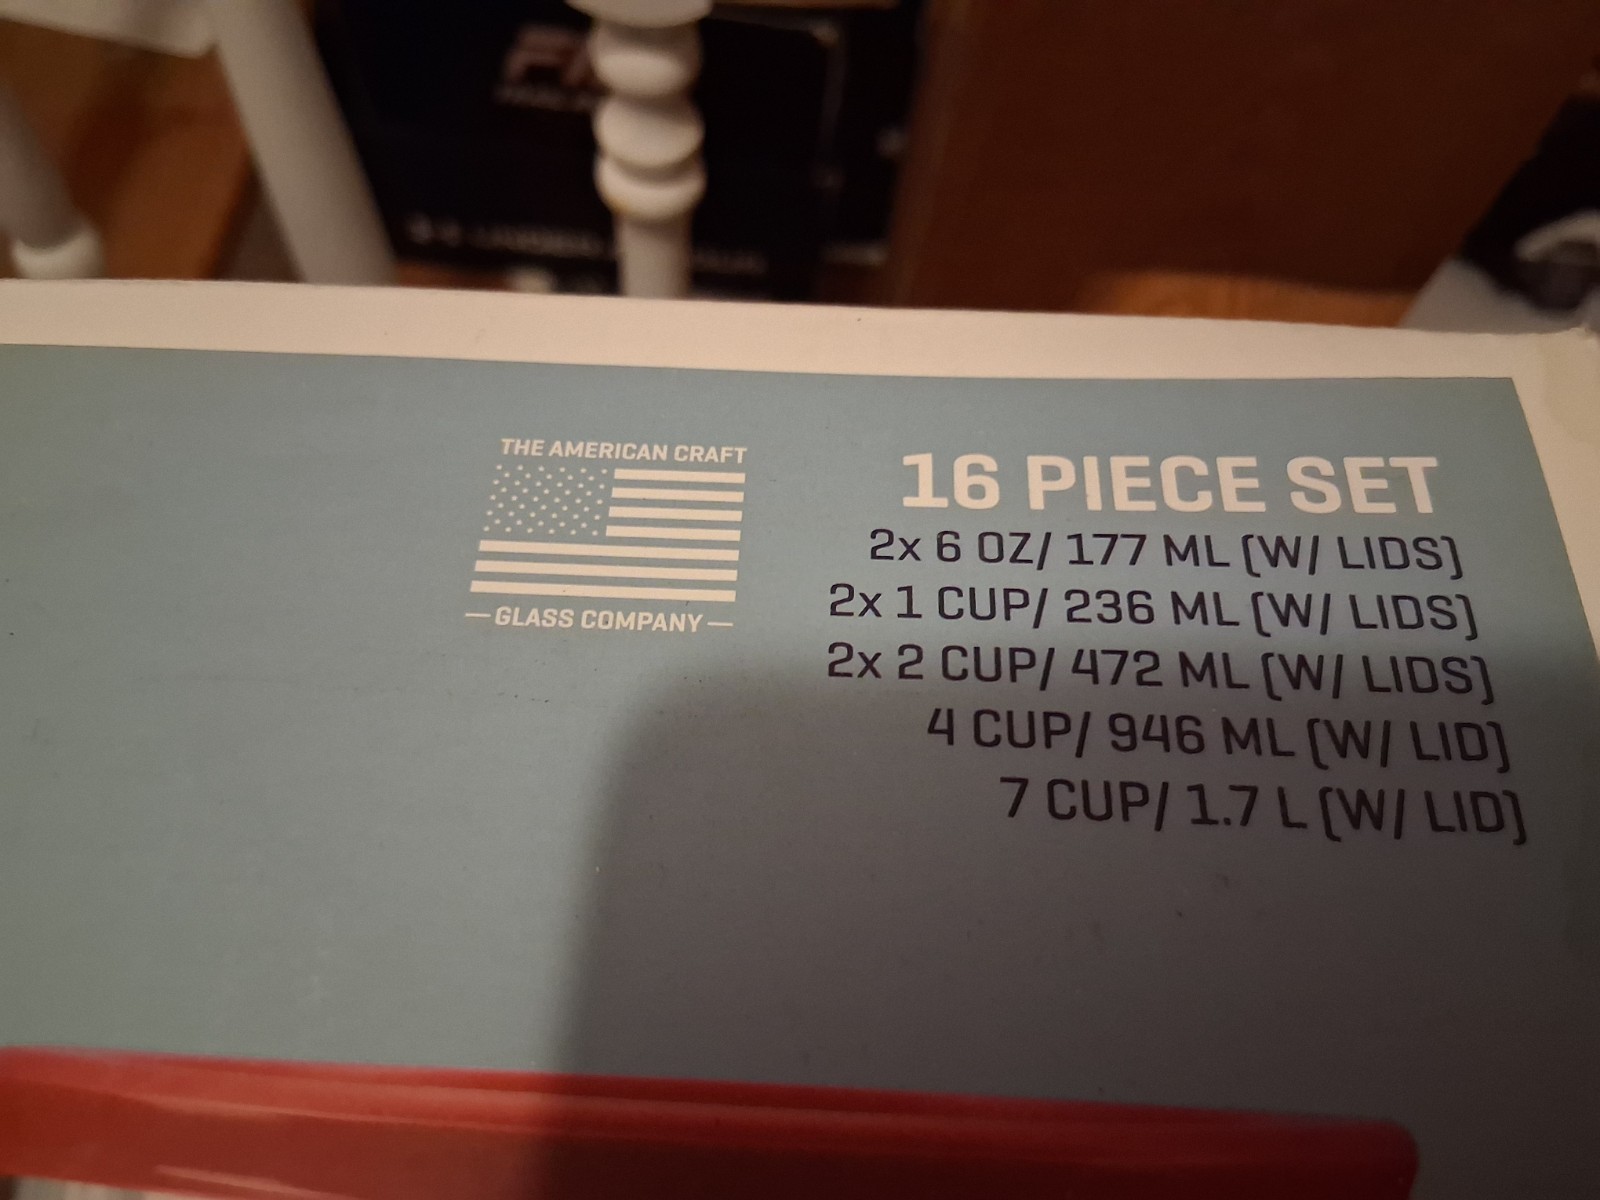 THE AMERICAN CRAFT
— GLASS COMPANY —
16 PIECE SET
2x 6 OZ/ 177 ML (W/ LIDS)
2x 1 CUP/ 236 ML (W/ LIDS)
2x 2 CUP/ 472 ML (W/ LIDS)
4 CUP/ 946 ML (W/ LID)
7 CUP/ 1.7 L (W/ LID)